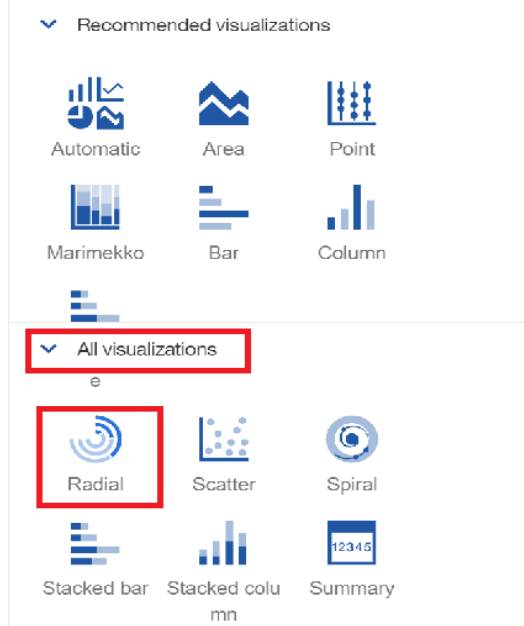 Recommended visualizations
Automatic Area Point
Marimekko Bar Column
All visualizations
e
Radial Scatter Spiral
12345
Stacked bar Stacked colu Summary
mn